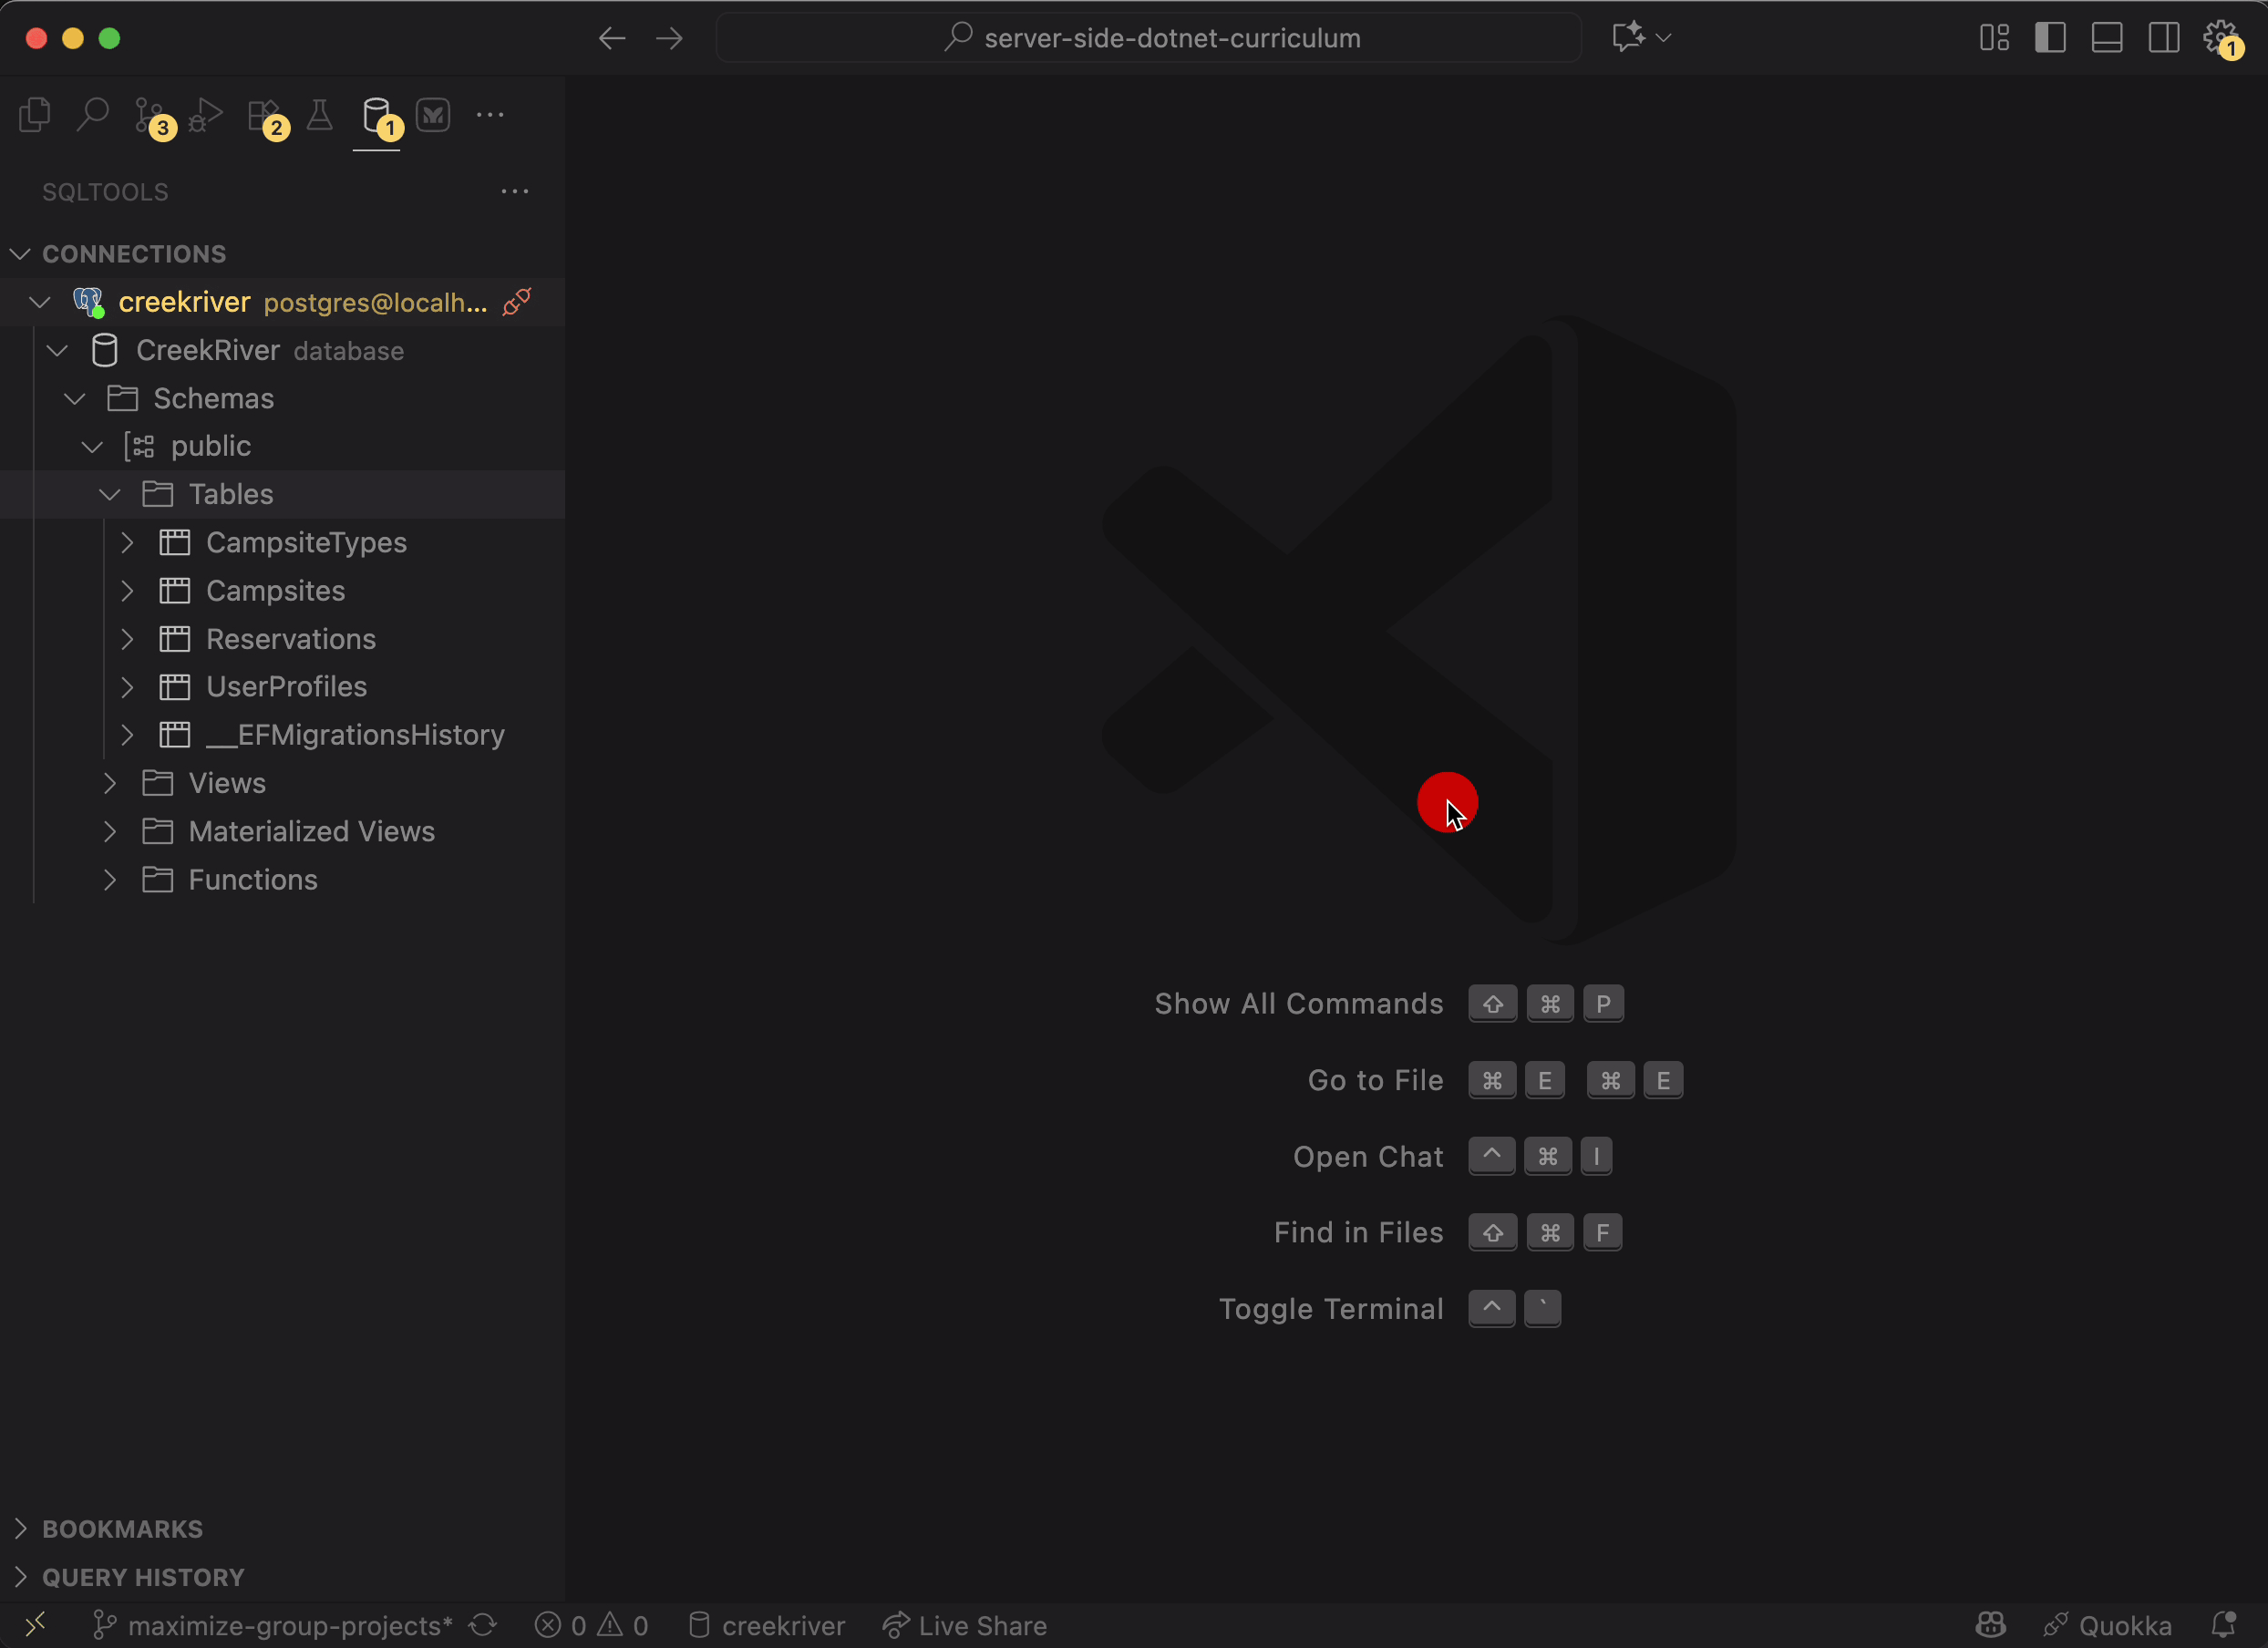 server-side-dotnet-curriculum
1
3
2
1
SQLTOOLS
CONNECTIONS
creekriver postgres@localh...
CreekRiver database
Schemas
public
Tables
CampsiteTypes
Campsites
Reservations
UserProfiles
__EFMigrationsHistory
Views
Materialized Views
Functions
Show All Commands ⇧ ⌘ P
Go to File ⌘ E ⌘ E
Open Chat ^ ⌘ I
Find in Files ⇧ ⌘ F
Toggle Terminal ^ `
BOOKMARKS
QUERY HISTORY
maximize-group-projects* 0 0 creekriver Live Share Quokka